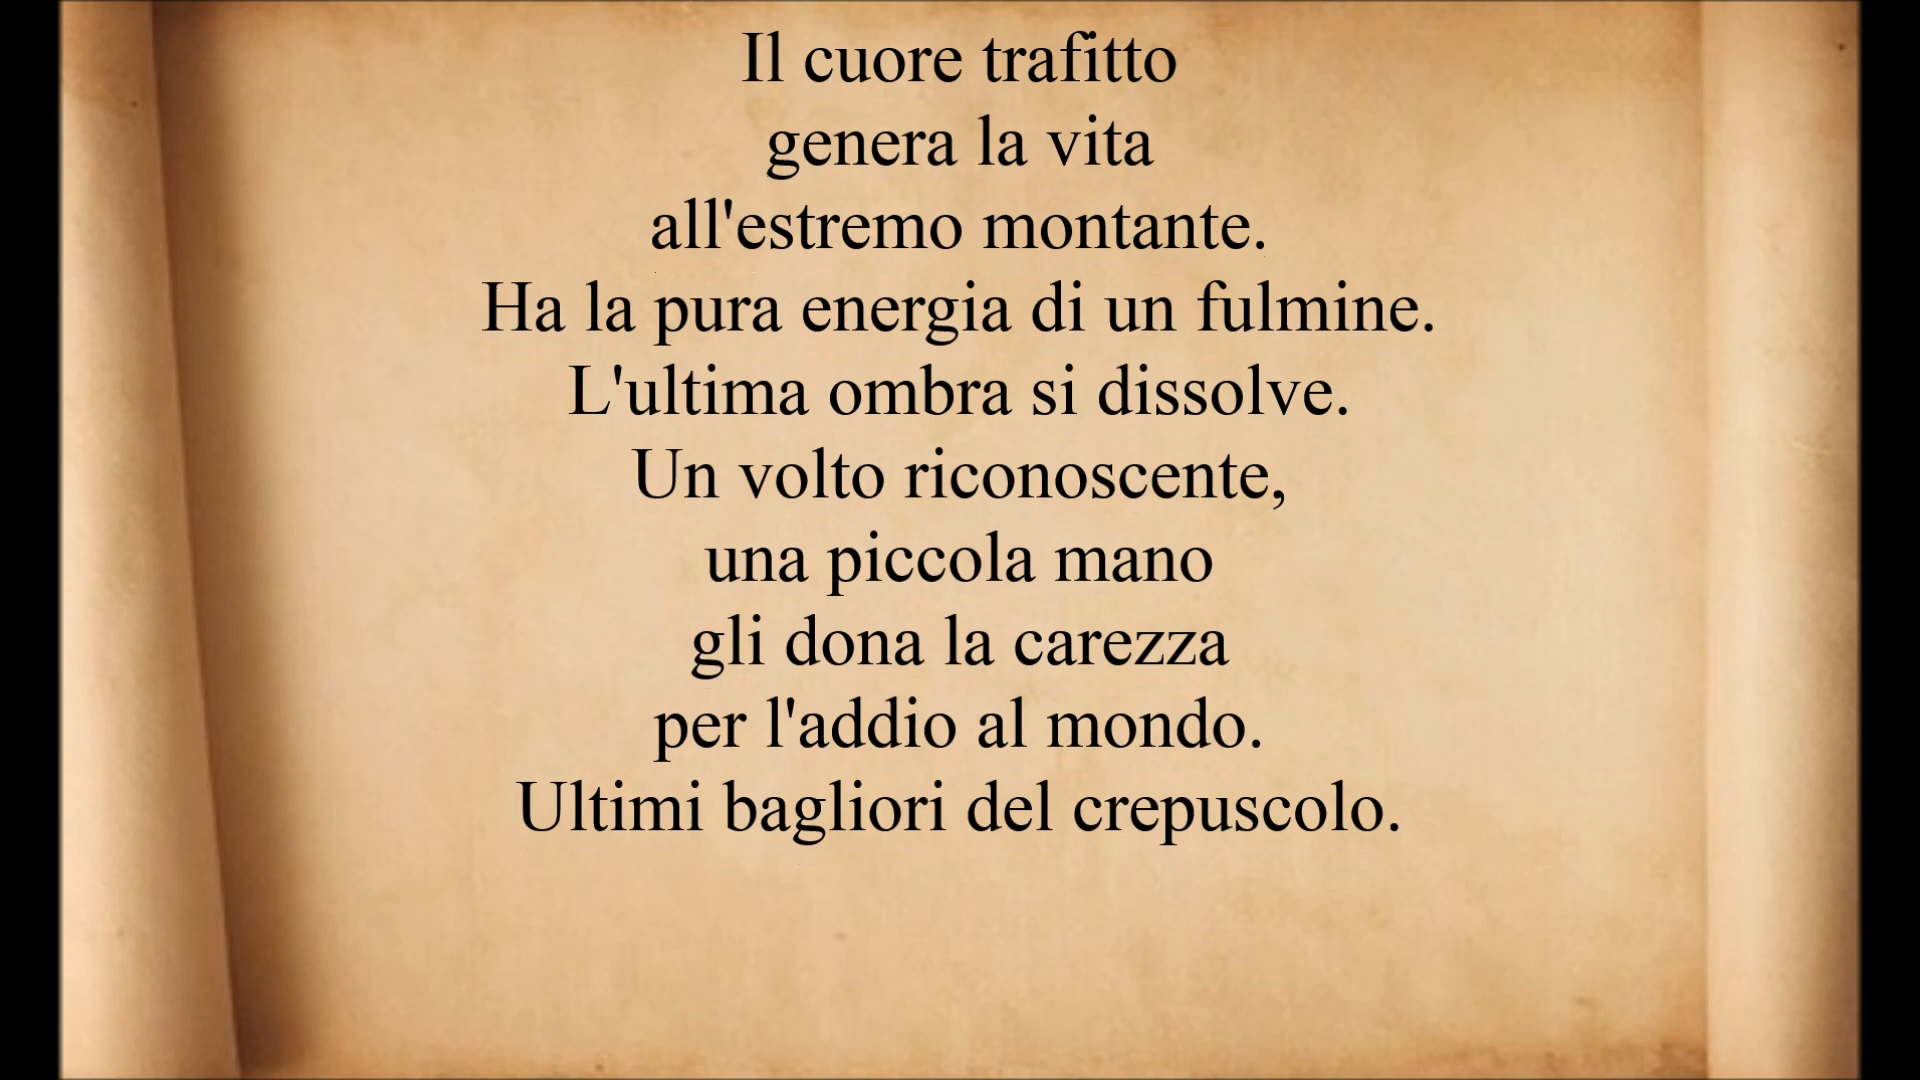 Il cuore trafitto
genera la vita
all'estremo montante.
Ha la pura energia di un fulmine.
L'ultima ombra si dissolve.
Un volto riconoscente,
una piccola mano
gli dona la carezza
per l'addio al mondo.
Ultimi bagliori del crepuscolo.